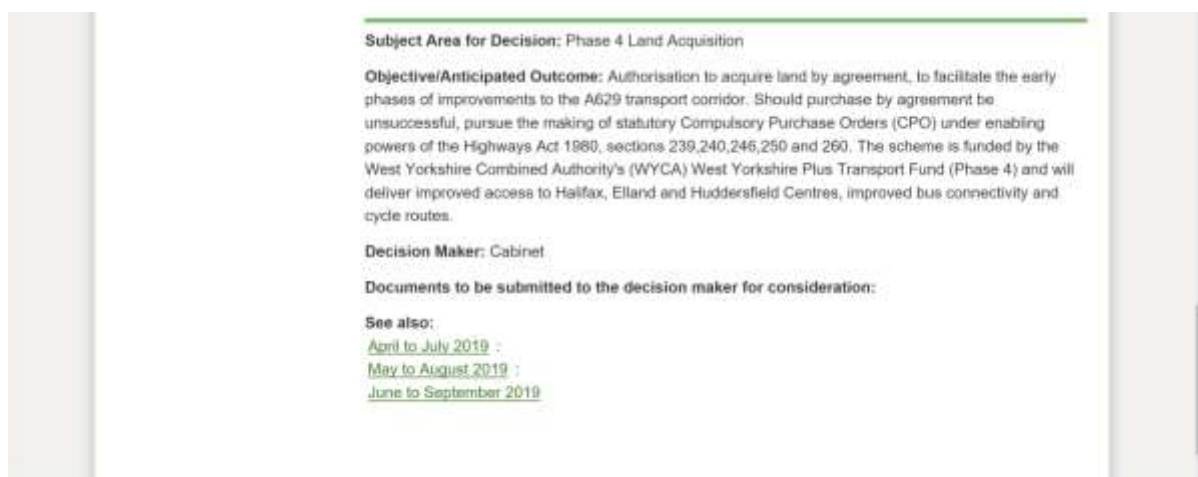 Subject Area for Decision: Phase 4 Land Acquisition
Objective/Anticipated Outcome: Authorisation to acquire land by agreement, to facilitate the early
phases of improvements to the A629 transport corridor. Should purchase by agreement be
unsuccessful, pursue the making of statutory Compulsory Purchase Orders (CPO) under enabling
powers of the Highways Act 1980, sections 239,240,246,250 and 260. The scheme is funded by the
West Yorkshire Combined Authority's (WYCA) West Yorkshire Plus Transport Fund (Phase 4) and will
deliver improved access to Halifax, Elland and Huddersfield Centres, improved bus connectivity and
cycle routes.
Decision Maker: Cabinet
Documents to be submitted to the decision maker for consideration:
See also:
April to July 2019 :
May to August 2019 :
June to September 2019